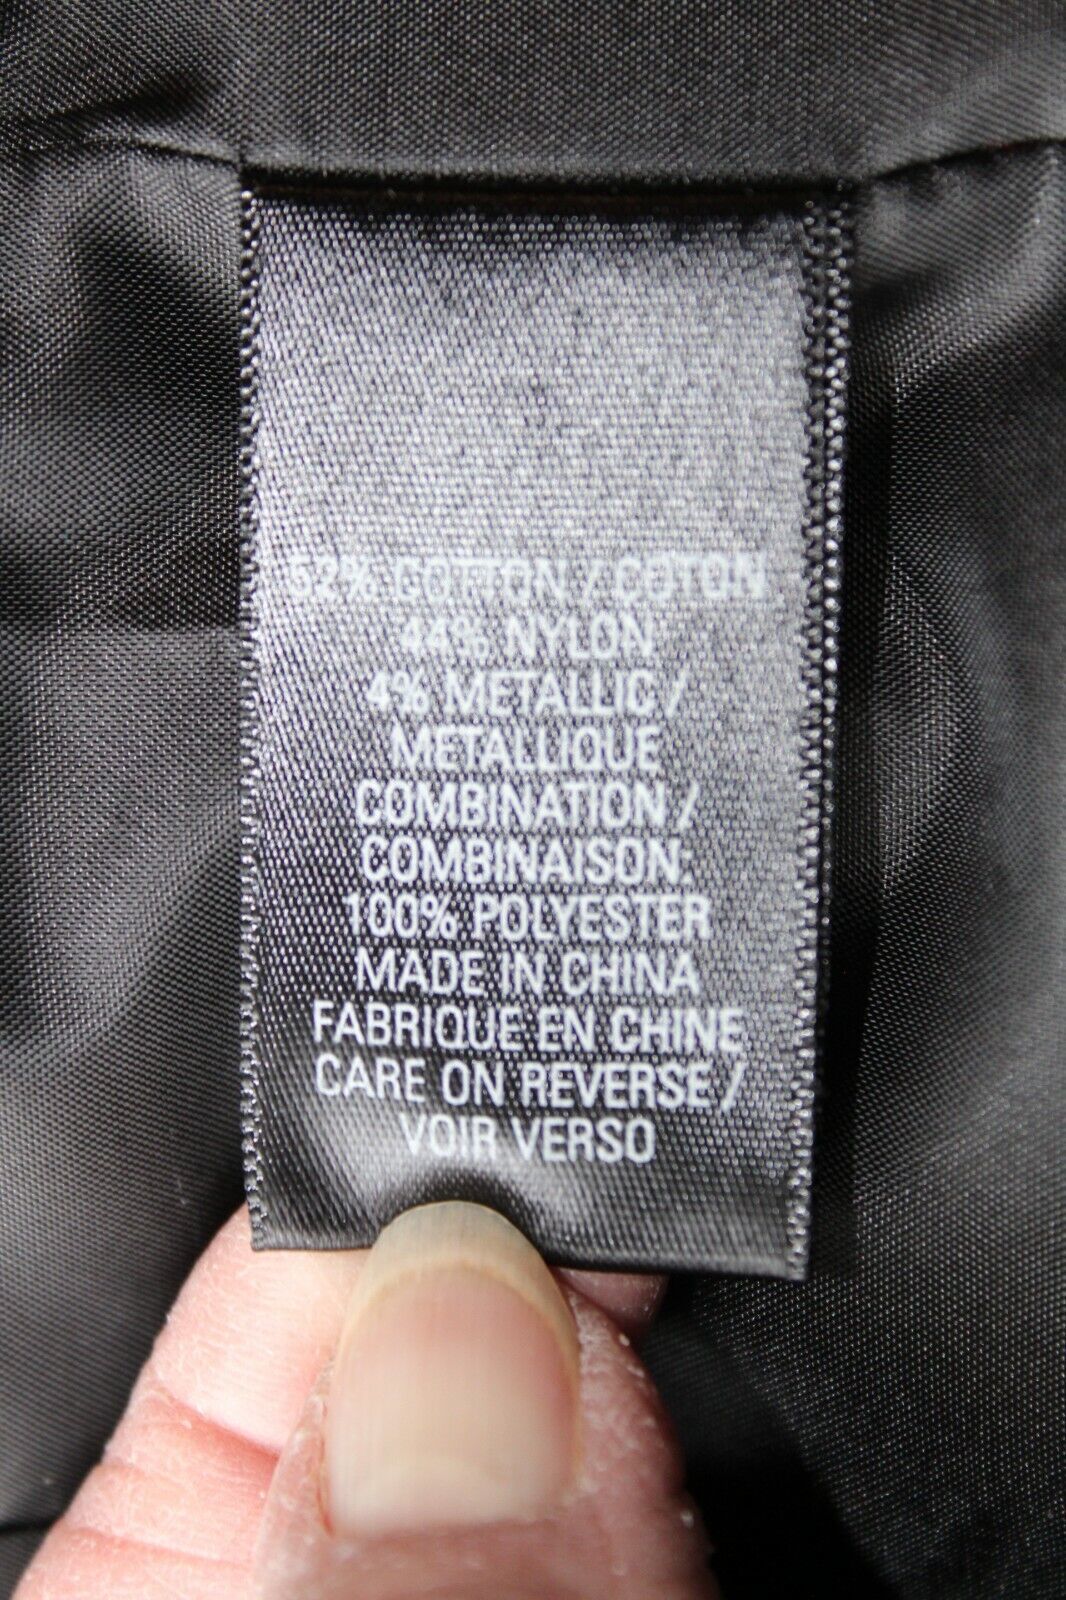 52% COTTON / COTON
44% NYLON
4% METALLIC /
METALLIQUE
COMBINATION /
COMBINAISON:
100% POLYESTER
MADE IN CHINA
FABRIQUE EN CHINE
CARE ON REVERSE /
VOIR VERSO